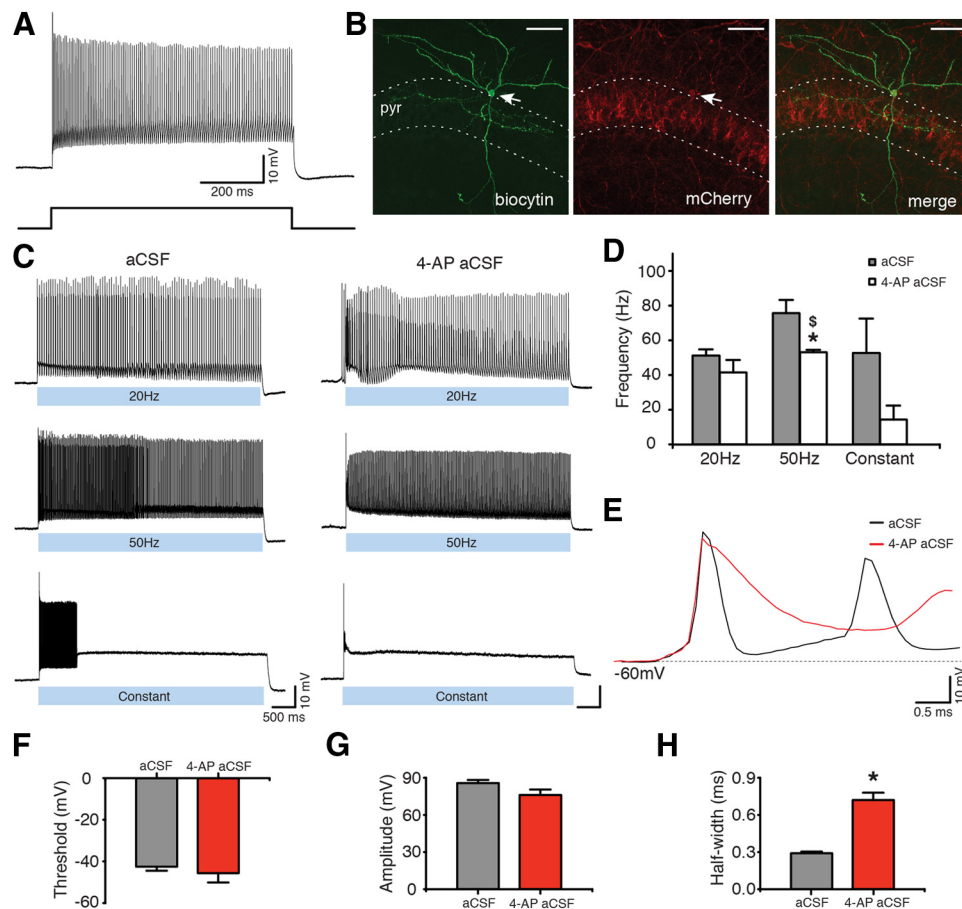 A
10 mV
200 ms
B
pyr
biocytin
mCherry
merge
C
aCSF
4-AP aCSF
20Hz
20Hz
50Hz
50Hz
Constant
Constant
10 mV
500 ms
D
aCSF
4-AP aCSF
Frequency (Hz)
100
80
60
40
20
0
$
*
20Hz
50Hz
Constant
E
aCSF
4-AP aCSF
-60mV
10 mV
0.5 ms
F
aCSF
4-AP aCSF
Threshold (mV)
0
-20
-40
-60
G
Amplitude (mV)
90
60
30
0
aCSF
4-AP aCSF
H
Half-width (ms)
0.9
0.6
0.3
0.0
*
aCSF
4-AP aCSF